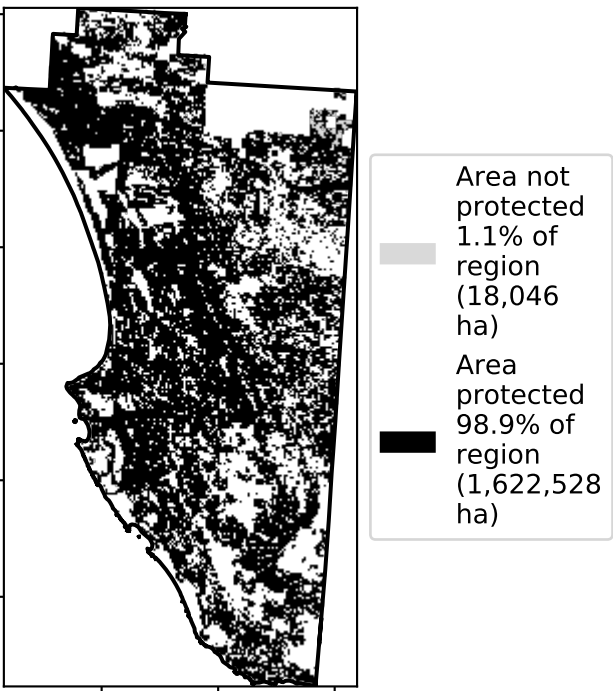 Area not
protected
1.1% of
region
(18,046
ha)
Area
protected
98.9% of
region
(1,622,528
ha)